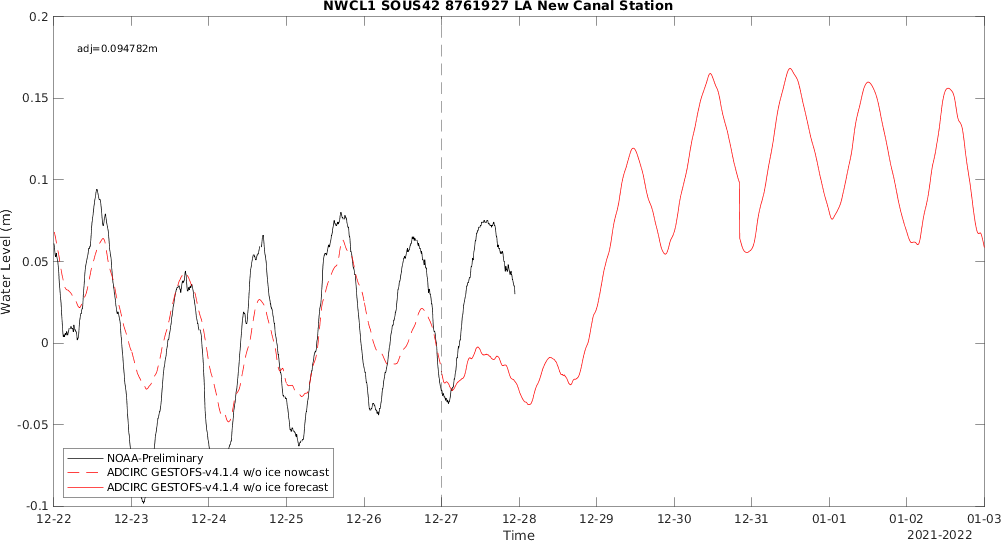 NWCL1 SOUS42 8761927 LA New Canal Station
0.2
adj=0.094782m
0.15
0.1
0.05
0
-0.05
-0.1
Water Level (m)
NOAA-Preliminary
ADCIRC GESTOFS-v4.1.4 w/o ice nowcast
ADCIRC GESTOFS-v4.1.4 w/o ice forecast
12-22 12-23 12-24 12-25 12-26 12-27 12-28 12-29 12-30 12-31 01-01 01-02 01-03
Time
2021-2022